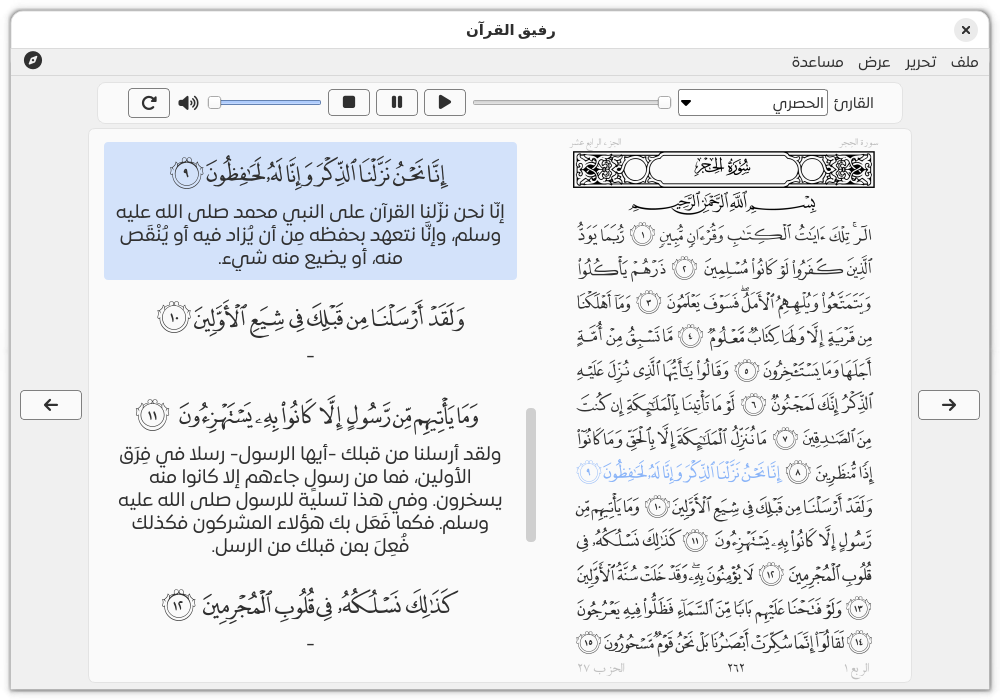 رفيق القرآن
ملف تحرير عرض مساعدة
القارئ الحصري
سورة الحجر الجزء الرابع عشر
سُورَةُ الحِجْرِ
بِسْمِ ٱللَّهِ ٱلرَّحْمَٰنِ ٱلرَّحِيمِ
الٓر ۚ تِلْكَ ءَايَٰتُ ٱلْكِتَٰبِ وَقُرْءَانٍ مُّبِينٍ ١ رُّبَمَا يَوَدُّ
ٱلَّذِينَ كَفَرُوا۟ لَوْ كَانُوا۟ مُسْلِمِينَ ٢ ذَرْهُمْ يَأْكُلُوا۟
وَيَتَمَتَّعُوا۟ وَيُلْهِهِمُ ٱلْأَمَلُ ۖ فَسَوْفَ يَعْلَمُونَ ٣ وَمَآ أَهْلَكْنَا
مِن قَرْيَةٍ إِلَّا وَلَهَا كِتَابٌ مَّعْلُومٌ ٤ مَّا تَسْبِقُ مِنْ أُمَّةٍ
أَجَلَهَا وَمَا يَسْتَـْٔخِرُونَ ٥ وَقَالُوا۟ يَٰٓأَيُّهَا ٱلَّذِى نُزِّلَ عَلَيْهِ
ٱلذِّكْرُ إِنَّكَ لَمَجْنُونٌ ٦ لَّوْ مَا تَأْتِينَا بِٱلْمَلَٰٓئِكَةِ إِن كُنتَ
مِنَ ٱلصَّٰدِقِينَ ٧ مَا نُنَزِّلُ ٱلْمَلَٰٓئِكَةَ إِلَّا بِٱلْحَقِّ وَمَا كَانُوٓا۟
إِذًا مُّنظَرِينَ ٨ إِنَّا نَحْنُ نَزَّلْنَا ٱلذِّكْرَ وَإِنَّا لَهُۥ لَحَٰفِظُونَ ٩
وَلَقَدْ أَرْسَلْنَا مِن قَبْلِكَ فِى شِيَعِ ٱلْأَوَّلِينَ ١٠ وَمَا يَأْتِيهِم مِّن
رَّسُولٍ إِلَّا كَانُوا۟ بِهِۦ يَسْتَهْزِءُونَ ١١ كَذَٰلِكَ نَسْلُكُهُۥ فِى
قُلُوبِ ٱلْمُجْرِمِينَ ١٢ لَا يُؤْمِنُونَ بِهِۦ ۖ وَقَدْ خَلَتْ سُنَّةُ ٱلْأَوَّلِينَ
١٣ وَلَوْ فَتَحْنَا عَلَيْهِم بَابًا مِّنَ ٱلسَّمَآءِ فَظَلُّوا۟ فِيهِ يَعْرُجُونَ
١٤ لَقَالُوٓا۟ إِنَّمَا سُكِّرَتْ أَبْصَٰرُنَا بَلْ نَحْنُ قَوْمٌ مَّسْحُورُونَ ١٥
الربع ١ ٢٦٢ الحزب ٢٧
إِنَّا نَحْنُ نَزَّلْنَا ٱلذِّكْرَ وَإِنَّا لَهُۥ لَحَٰفِظُونَ ٩
إنّا نحن نزّلنا القرآن على النبي محمد صلى الله عليه
وسلم، وإنَّا نتعهد بحفظه مِن أن يُزاد فيه أو يُنْقَص
منه، أو يضيع منه شيء.
وَلَقَدْ أَرْسَلْنَا مِن قَبْلِكَ فِى شِيَعِ ٱلْأَوَّلِينَ ١٠
-
وَمَا يَأْتِيهِم مِّن رَّسُولٍ إِلَّا كَانُوا۟ بِهِۦ يَسْتَهْزِءُونَ ١١
ولقد أرسلنا من قبلك -أيها الرسول- رسلا في فِرَق
الأولين، فما من رسولٍ جاءهم إلا كانوا منه
يسخرون. وفي هذا تسلية للرسول صلى الله عليه
وسلم. فكما فَعَل بك هؤلاء المشركون فكذلك
فُعِلَ بمن قبلك من الرسل.
كَذَٰلِكَ نَسْلُكُهُۥ فِى قُلُوبِ ٱلْمُجْرِمِينَ ١٢
-